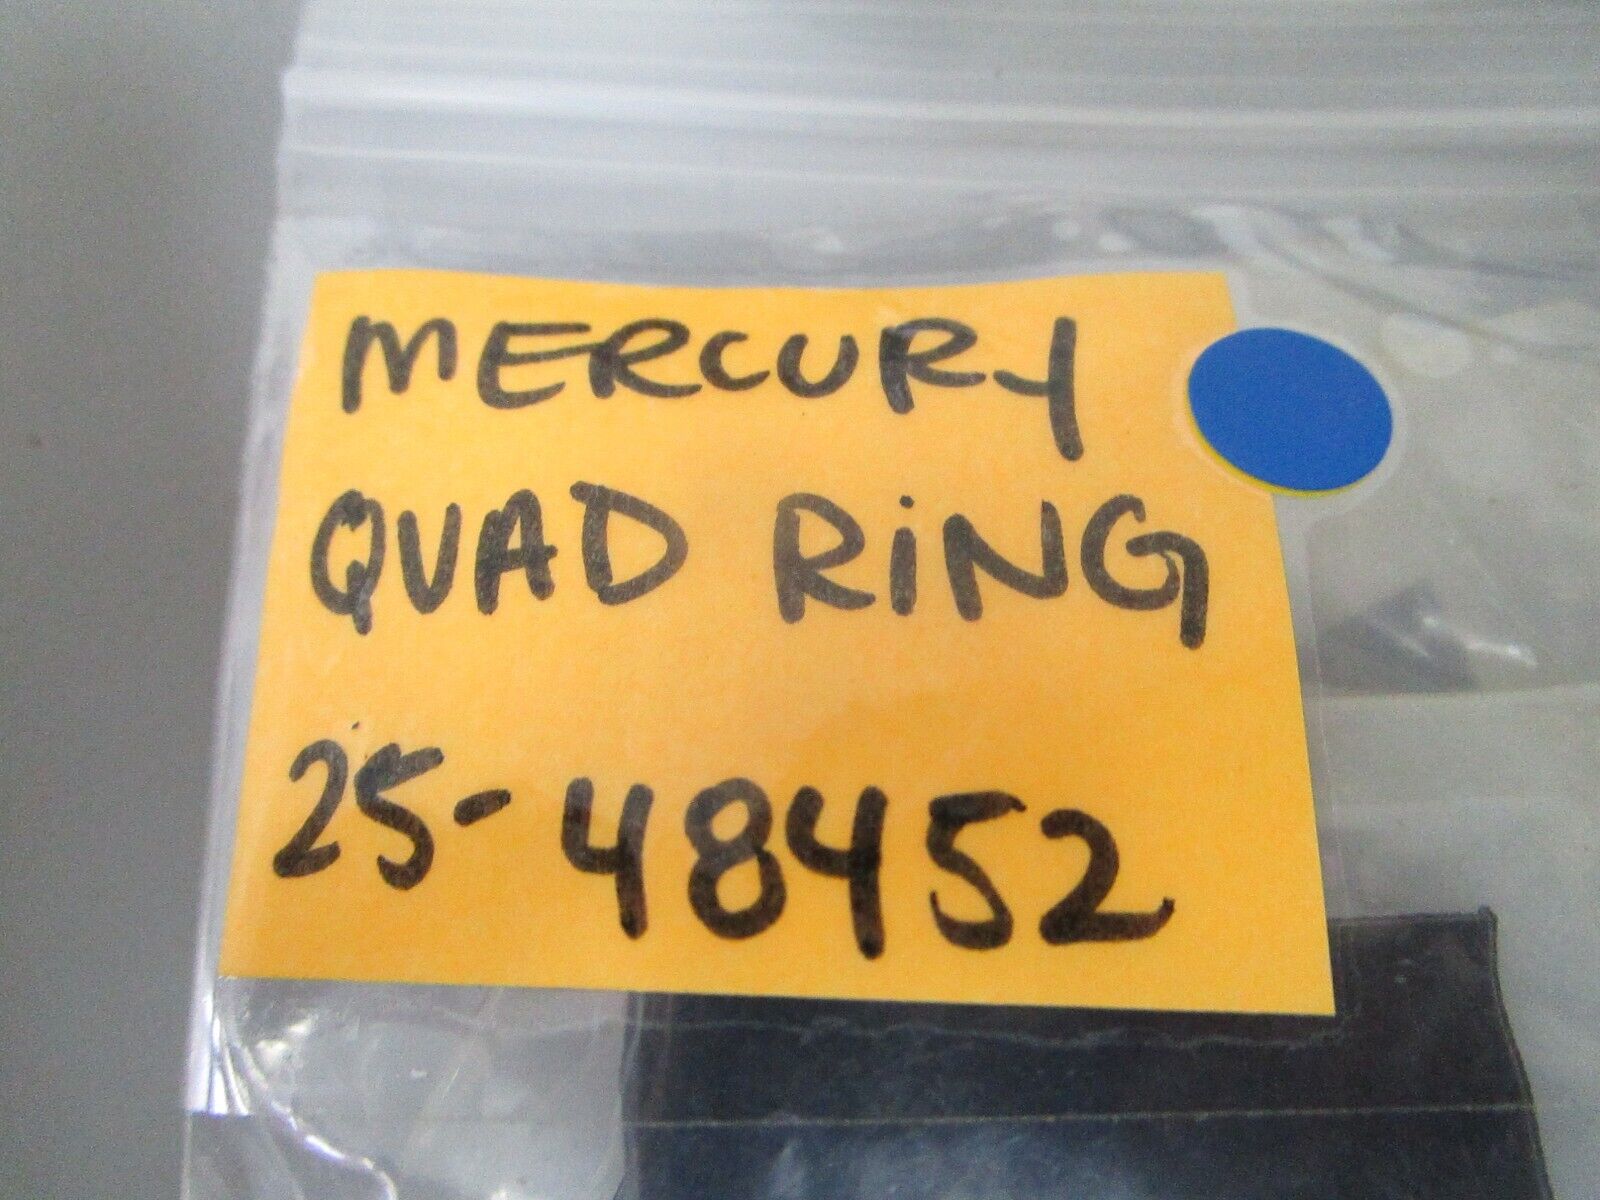 MERCURY
QUAD RiNG
25-48452